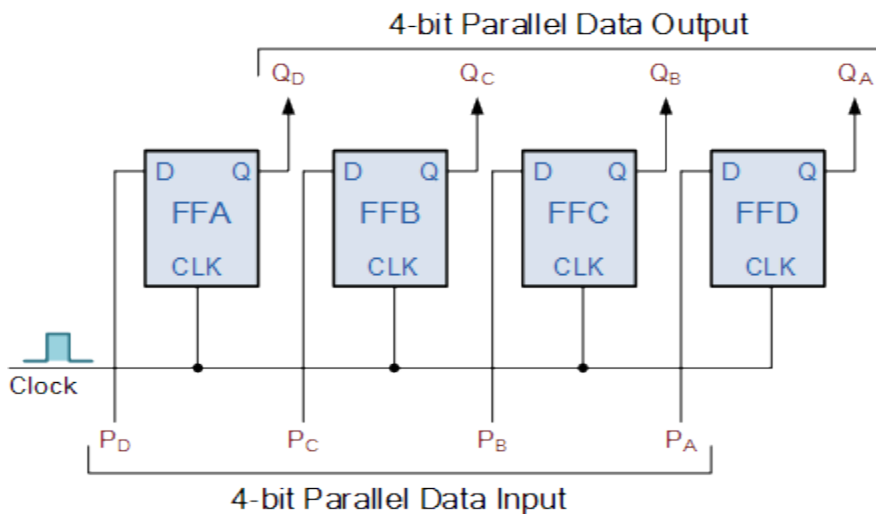 4-bit Parallel Data Output
QD QC QB QA
D Q D Q D Q D Q
FFA FFB FFC FFD
CLK CLK CLK CLK
Clock
PD PC PB PA
4-bit Parallel Data Input